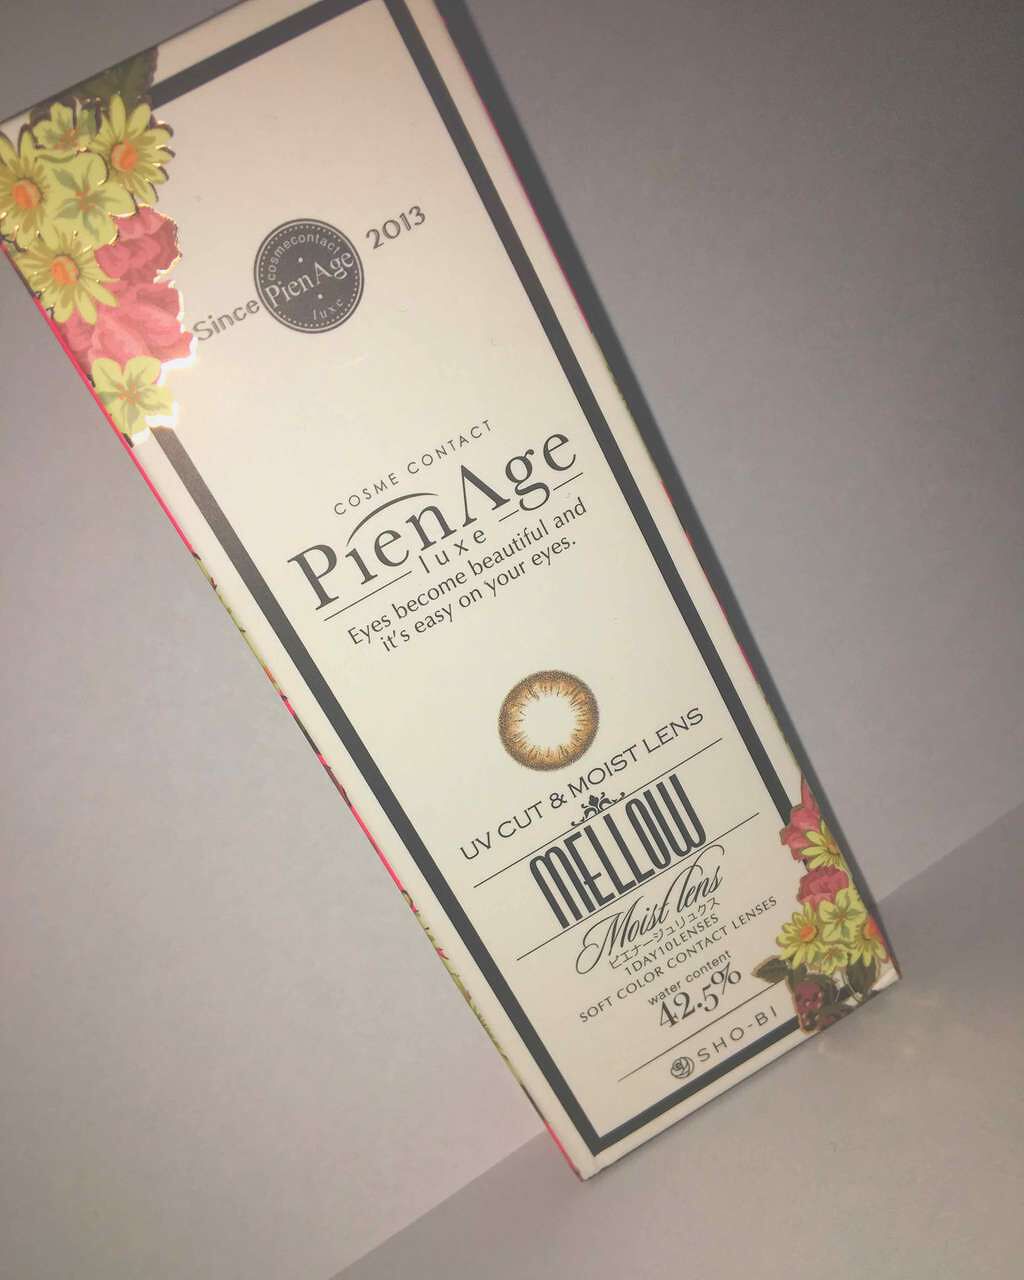 Since 2013
cosmecontact
PienAge
luxe
COSME CONTACT
PienAge
luxe
Eyes become beautiful and
it's easy on your eyes.
UV CUT & MOIST LENS
MELLOW
Moist lens
ピエナージュリュクス
1DAY10LENSES
SOFT COLOR CONTACT LENSES
water content
42.5%
SHO-BI